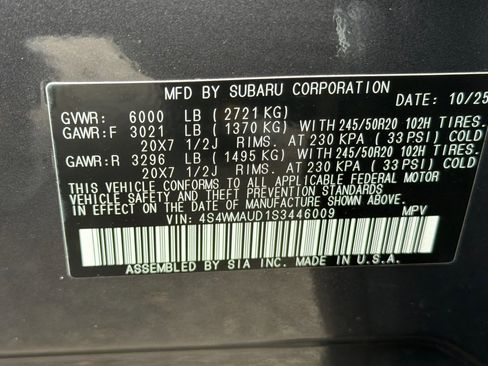 MFD BY SUBARU CORPORATION
DATE: 10/25
GVWR: 6000 LB ( 2721 KG)
GAWR:F 3021 LB ( 1370 KG) WITH 245/50R20 102H TIRES.
20X7 1/2J RIMS. AT 230 KPA ( 33 PSI) COLD
GAWR:R 3296 LB ( 1495 KG) WITH 245/50R20 102H TIRES.
20X7 1/2J RIMS. AT 230 KPA ( 33 PSI) COLD
THIS VEHICLE CONFORMS TO ALL APPLICABLE FEDERAL MOTOR
VEHICLE SAFETY AND THEFT PREVENTION STANDARDS
IN EFFECT ON THE DATE OF MANUFACTURE SHOWN ABOVE.
VIN: 4S4WMAUD1S3446009 MPV
ASSEMBLED BY SIA INC. MADE IN U.S.A.